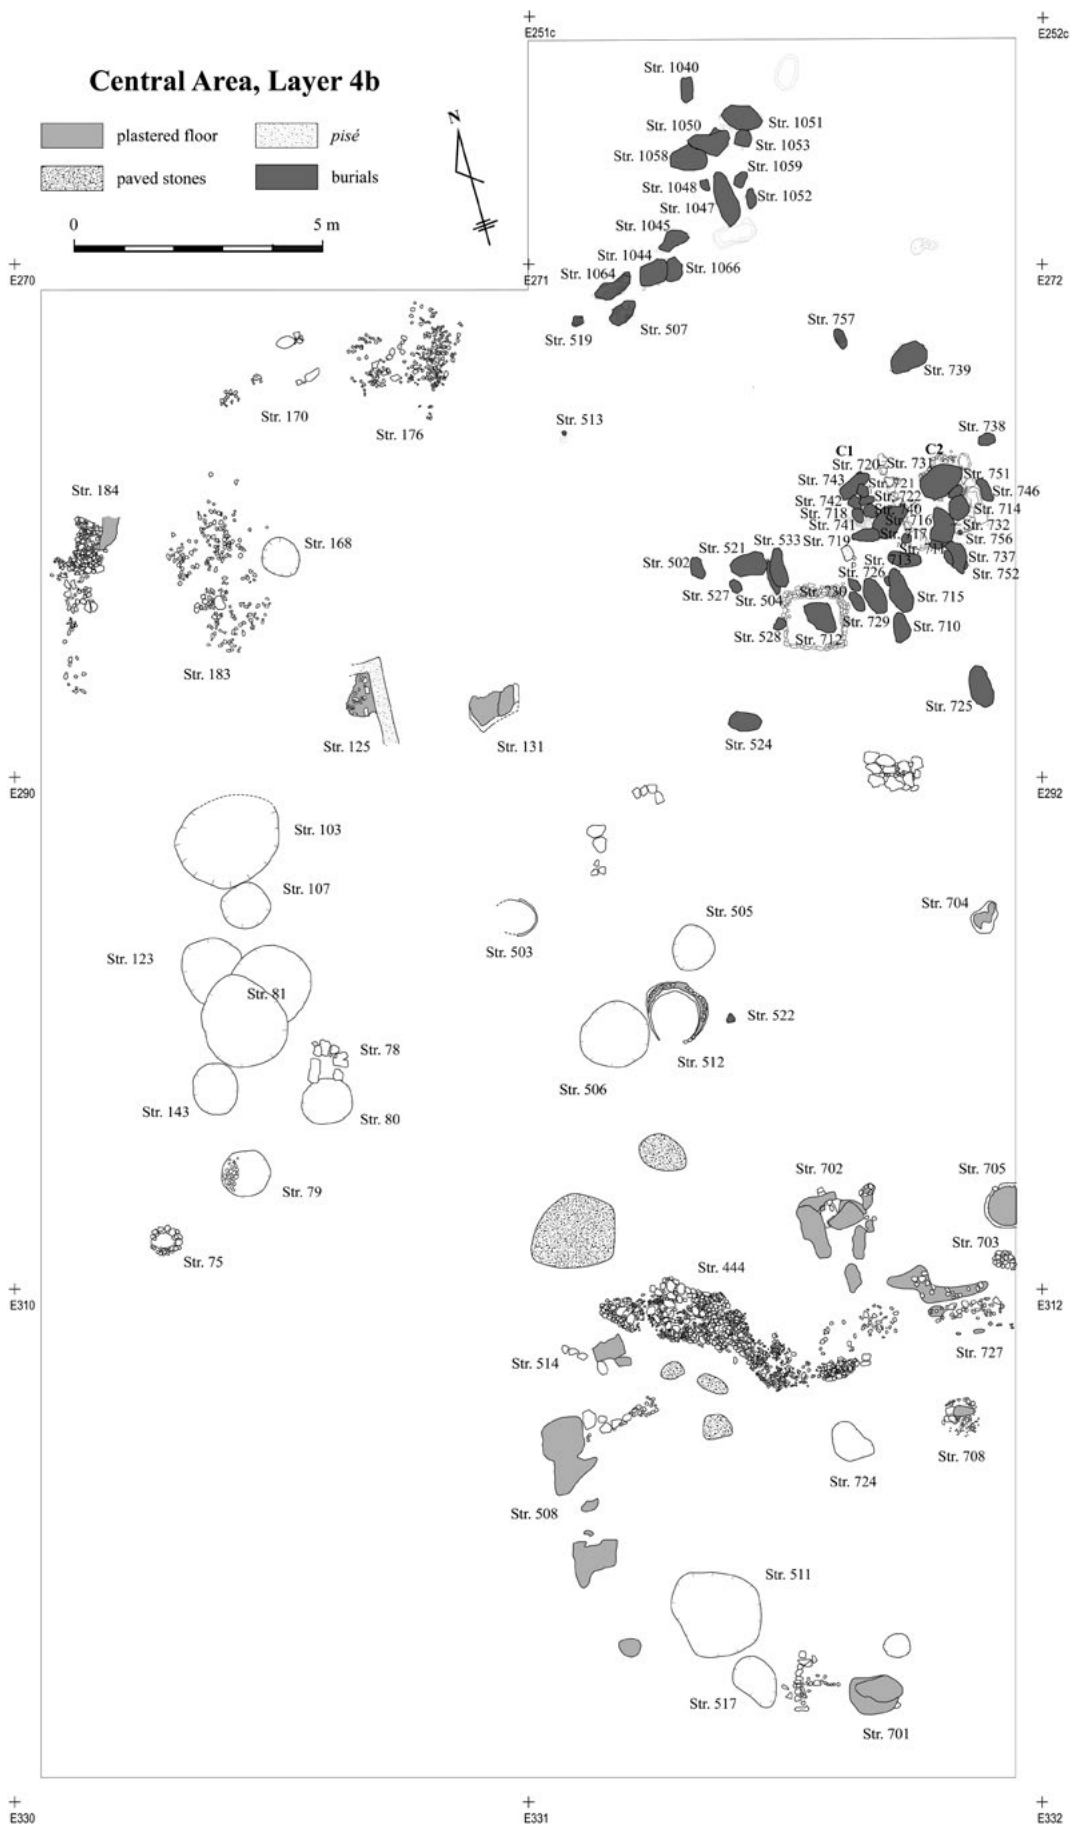 E251c
E252c
Central Area, Layer 4b
plastered floor
pisé
paved stones
burials
N
0
5 m
Str. 1040
Str. 1050
Str. 1051
Str. 1053
Str. 1058
Str. 1059
Str. 1048
Str. 1052
Str. 1047
Str. 1045
Str. 1044
Str. 1066
Str. 1064
E270
E271
E272
Str. 519
Str. 507
Str. 757
Str. 739
Str. 170
Str. 176
Str. 513
Str. 738
C1
C2
Str. 720
Str. 731
Str. 751
Str. 743
Str. 721
Str. 746
Str. 742
Str. 722
Str. 714
Str. 718
Str. 740
Str. 741
Str. 716
Str. 732
Str. 717
Str. 756
Str. 184
Str. 168
Str. 521
Str. 533
Str. 719
Str. 713
Str. 737
Str. 502
Str. 726
Str. 752
Str. 527
Str. 504
Str. 730
Str. 715
Str. 528
Str. 712
Str. 729
Str. 710
Str. 183
Str. 725
Str. 125
Str. 131
Str. 524
E290
E292
Str. 103
Str. 107
Str. 704
Str. 505
Str. 123
Str. 503
Str. 81
Str. 522
Str. 78
Str. 512
Str. 506
Str. 143
Str. 80
Str. 702
Str. 705
Str. 79
Str. 703
Str. 75
Str. 444
E310
E312
Str. 727
Str. 514
Str. 724
Str. 708
Str. 508
Str. 511
Str. 517
Str. 701
E330
E331
E332